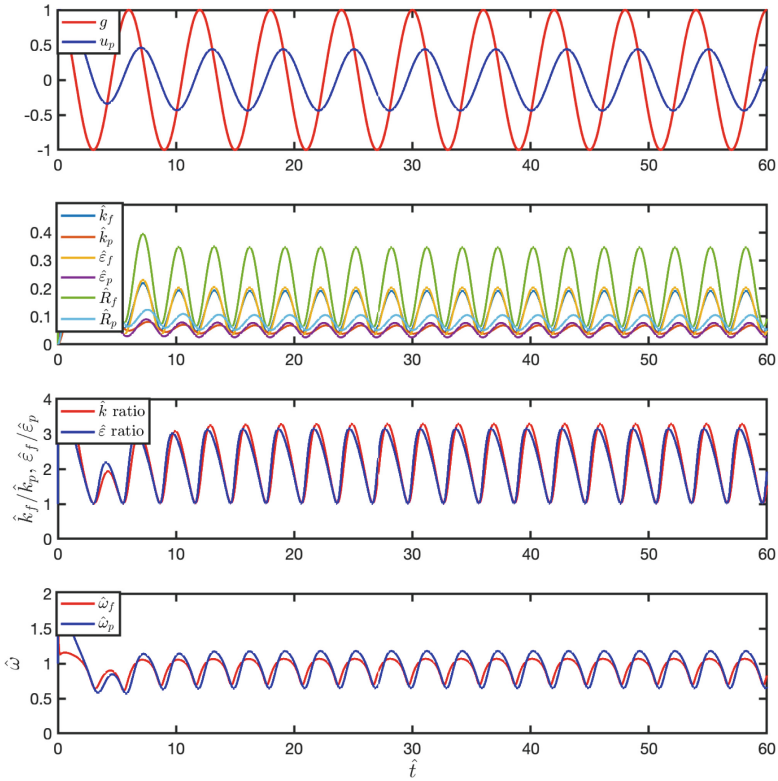 1
0.5
0
-0.5
-1
g
u_p
0 10 20 30 40 50 60
0.4
0.3
0.2
0.1
0
k̂_f
k̂_p
ε̂_f
ε̂_p
R̂_f
R̂_p
0 10 20 30 40 50 60
k̂_f/k̂_p, ε̂_f/ε̂_p
4
3
2
1
0
k̂ ratio
ε̂ ratio
0 10 20 30 40 50 60
ω̂
2
1.5
1
0.5
0
ω̂_f
ω̂_p
0 10 20 30 40 50 60
t̂